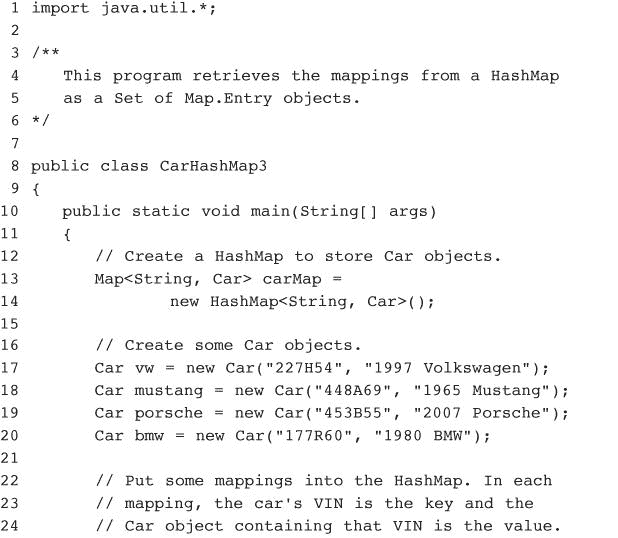 1 import java.util.*;
2
3 /**
4    This program retrieves the mappings from a HashMap
5    as a Set of Map.Entry objects.
6 */
7
8 public class CarHashMap3
9 {
10    public static void main(String[] args)
11    {
12       // Create a HashMap to store Car objects.
13       Map<String, Car> carMap =
14               new HashMap<String, Car>();
15
16       // Create some Car objects.
17       Car vw = new Car("227H54", "1997 Volkswagen");
18       Car mustang = new Car("448A69", "1965 Mustang");
19       Car porsche = new Car("453B55", "2007 Porsche");
20       Car bmw = new Car("177R60", "1980 BMW");
21
22       // Put some mappings into the HashMap. In each
23       // mapping, the car's VIN is the key and the
24       // Car object containing that VIN is the value.